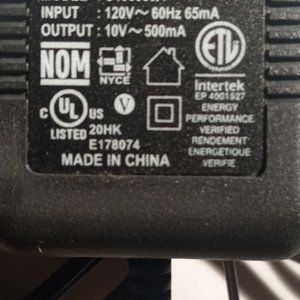 INPUT : 120V~60Hz 65mA
OUTPUT : 10V~500mA
NOM
NYCE
ETL
Intertek
EP 4001527
ENERGY
PERFORMANCE
VERIFIED
RENDEMENT
ENERGETIQUE
VERIFIE
C UL US
V
LISTED 20HK
E178074
MADE IN CHINA